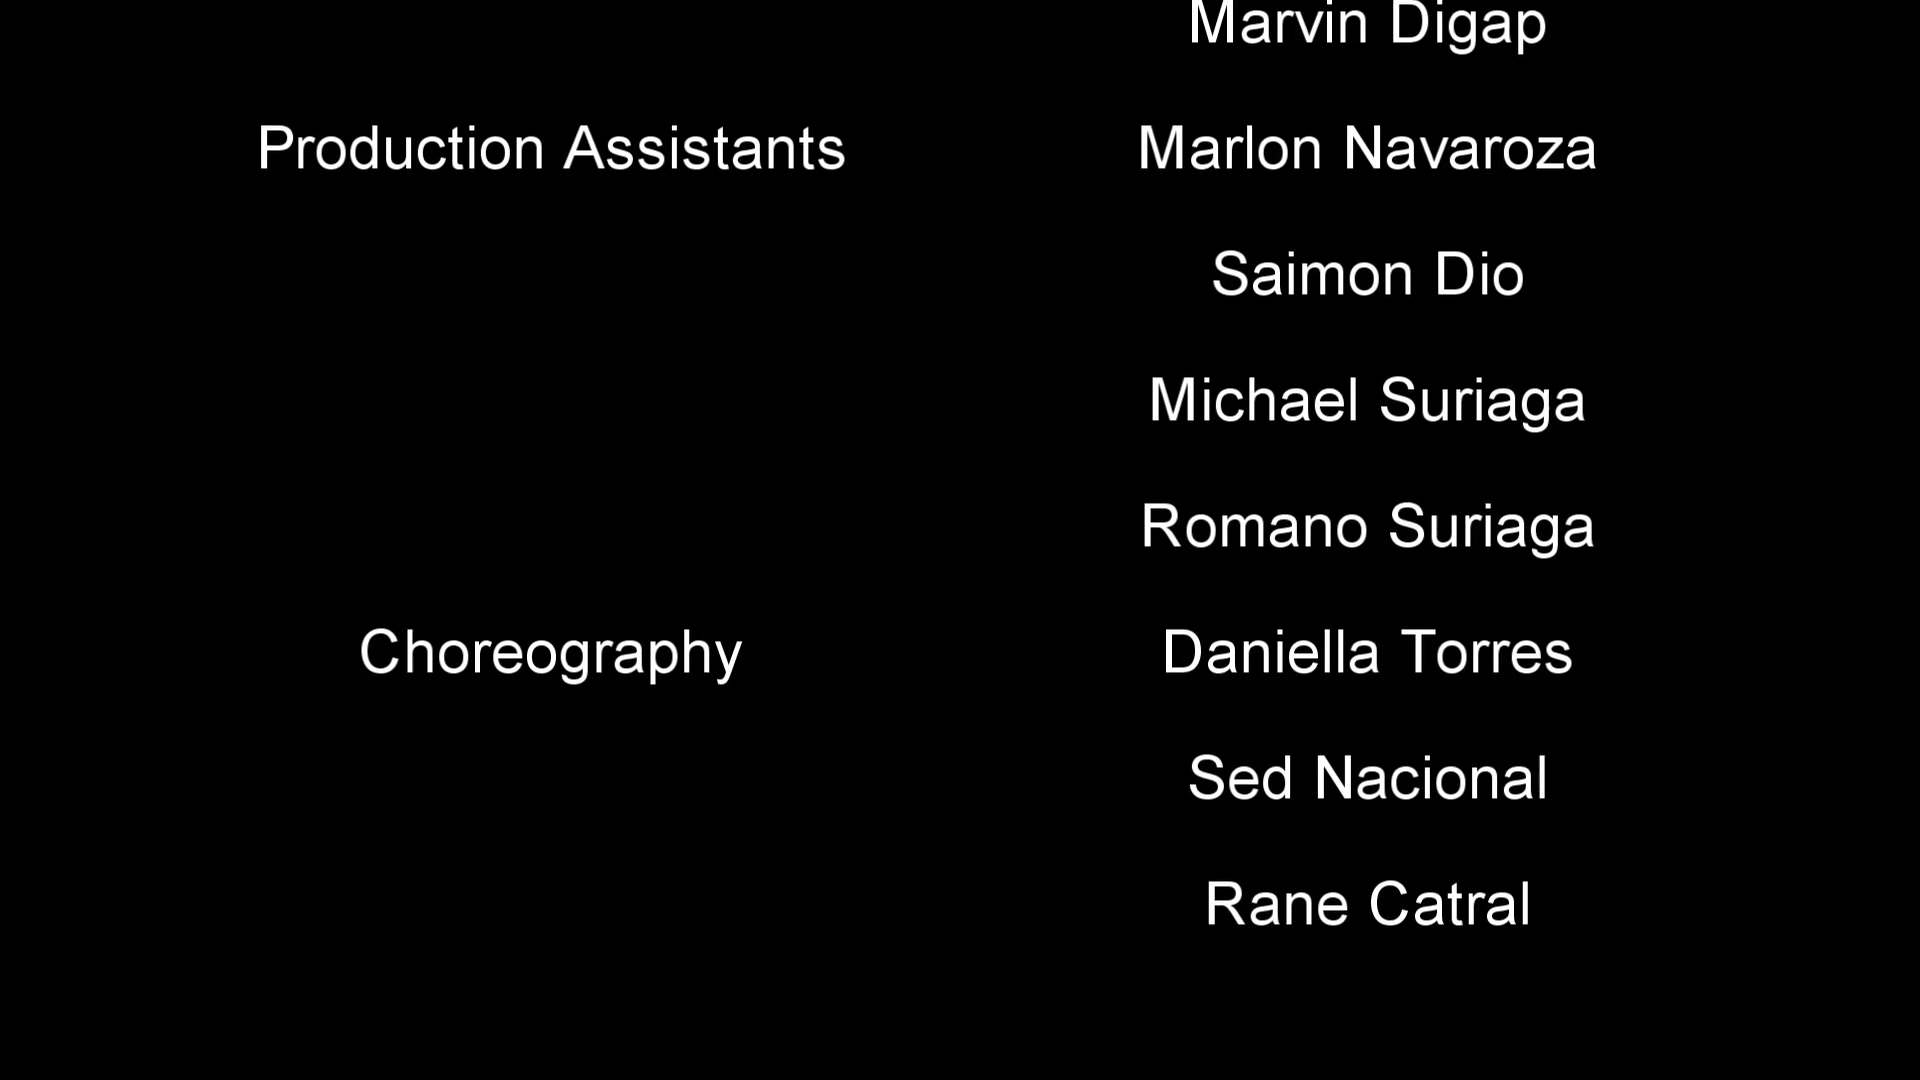 Marvin Digap
Production Assistants Marlon Navaroza
Saimon Dio
Michael Suriaga
Romano Suriaga
Choreography Daniella Torres
Sed Nacional
Rane Catral